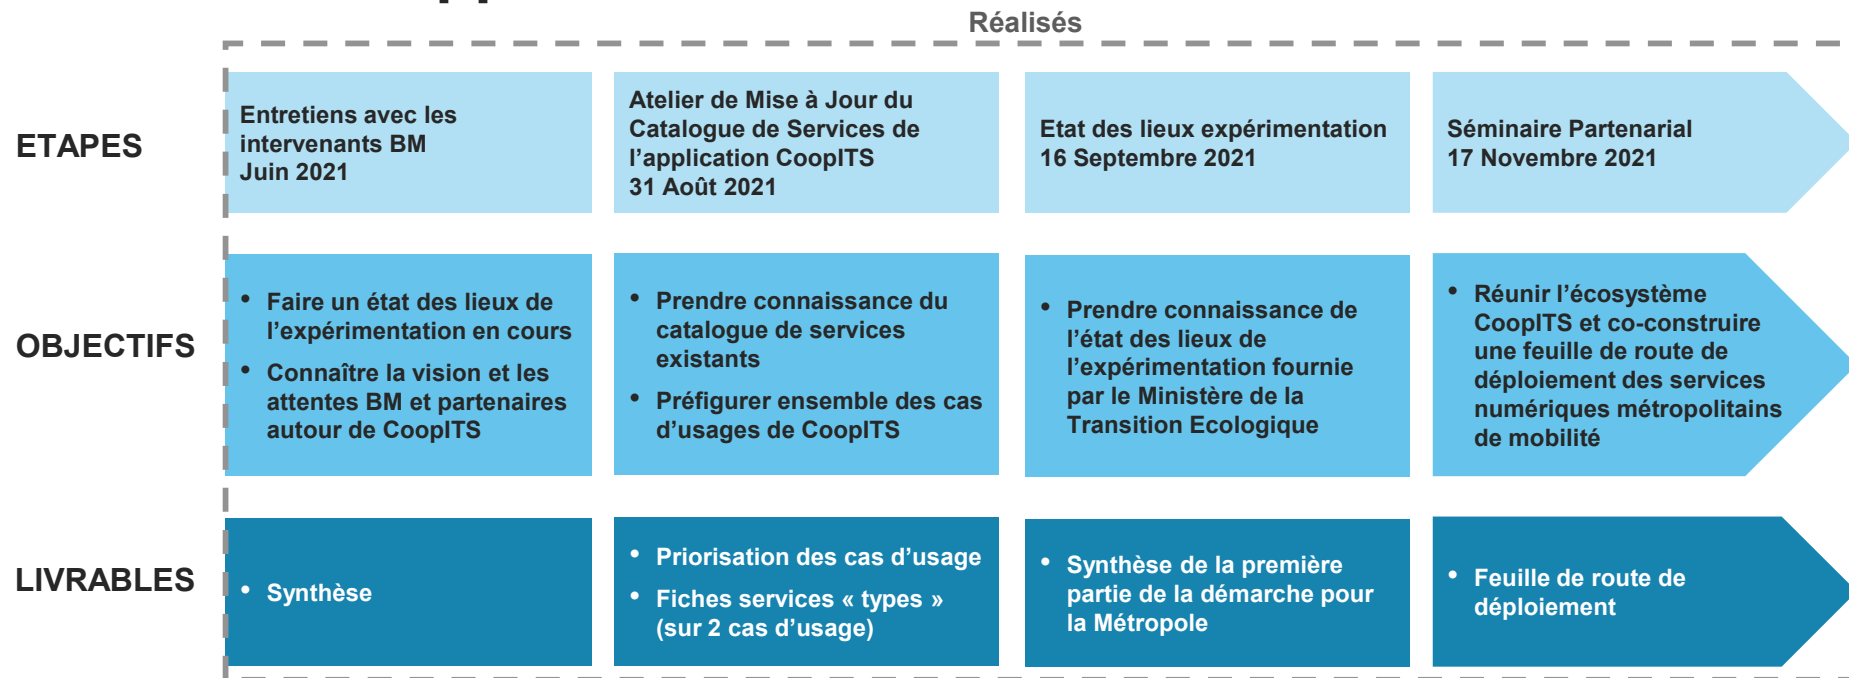 Réalisés
ETAPES
Entretiens avec les
intervenants BM
Juin 2021
Atelier de Mise à Jour du
Catalogue de Services de
l’application CoopITS
31 Août 2021
Etat des lieux expérimentation
16 Septembre 2021
Séminaire Partenarial
17 Novembre 2021
OBJECTIFS
• Faire un état des lieux de
l’expérimentation en cours
• Connaître la vision et les
attentes BM et partenaires
autour de CoopITS
• Prendre connaissance du
catalogue de services
existants
• Préfigurer ensemble des cas
d’usages de CoopITS
• Prendre connaissance de
l’état des lieux de
l’expérimentation fournie
par le Ministère de la
Transition Ecologique
• Réunir l’écosystème
CoopITS et co-construire
une feuille de route de
déploiement des services
numériques métropolitains
de mobilité
LIVRABLES
• Synthèse
• Priorisation des cas d’usage
• Fiches services « types »
(sur 2 cas d’usage)
• Synthèse de la première
partie de la démarche pour
la Métropole
• Feuille de route de
déploiement